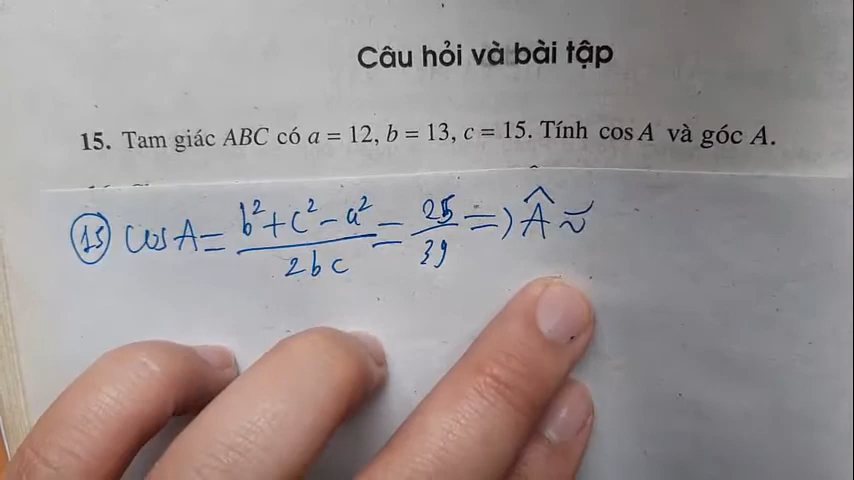 Câu hỏi và bài tập
15. Tam giác ABC có a = 12, b = 13, c = 15. Tính cos A và góc A.
15 cos A = b² + c² - a² / 2bc = 25 / 39 => Â ≈